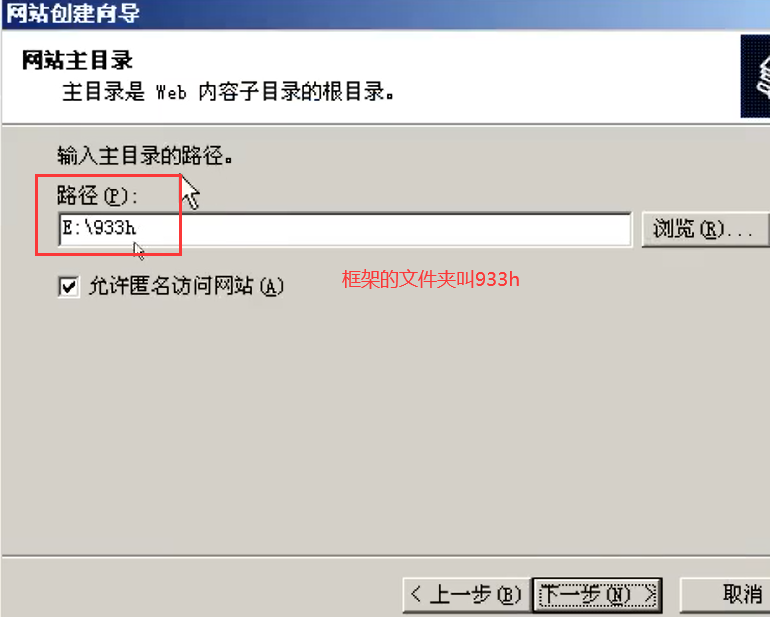 网站创建向导
网站主目录
主目录是 Web 内容子目录的根目录。
输入主目录的路径。
路径(P):
E:\933h
浏览(R)...
允许匿名访问网站(A)
框架的文件夹叫933h
< 上一步(B)
下一步(N) >
取消